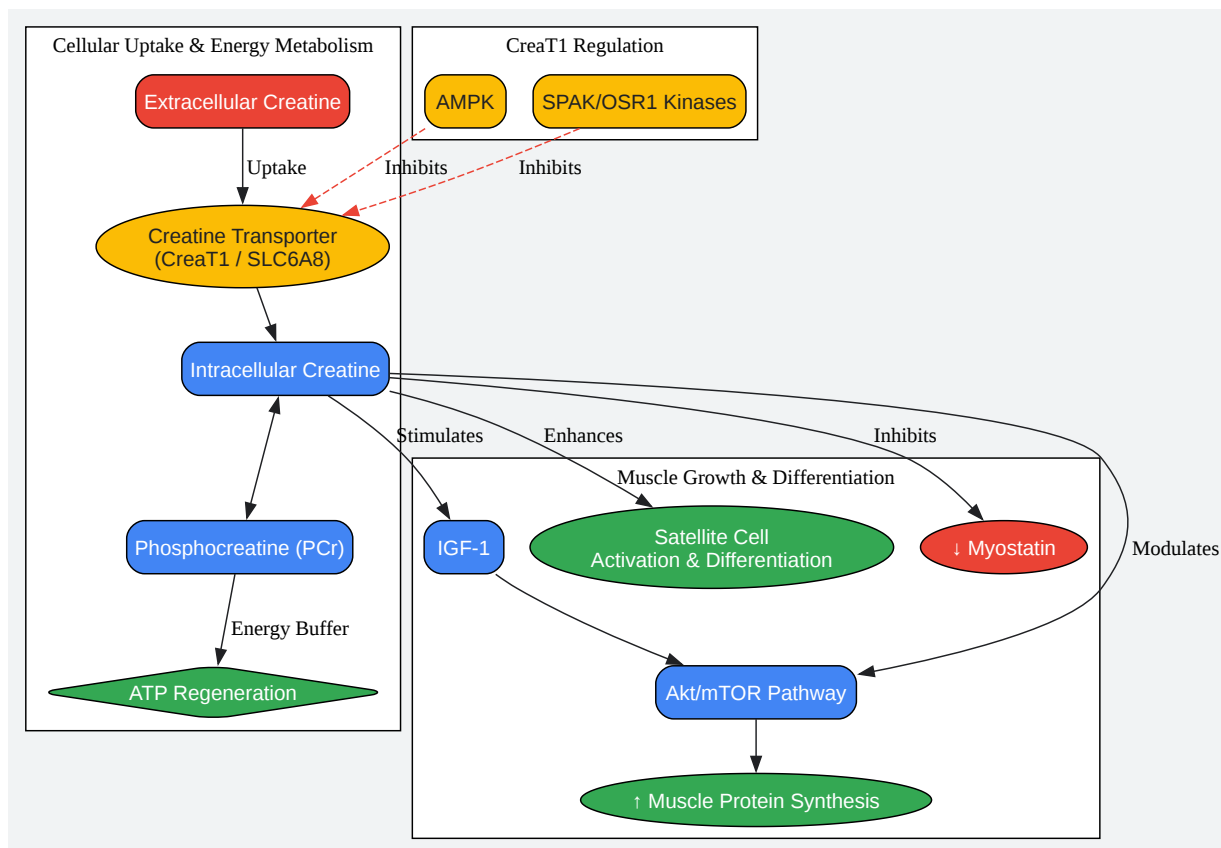 Cellular Uptake & Energy Metabolism
CreaT1 Regulation
Extracellular Creatine
AMPK
SPAK/OSR1 Kinases
Uptake
Inhibits
Inhibits
Creatine Transporter
(CreaT1 / SLC6A8)
Intracellular Creatine
Stimulates
Enhances
Inhibits
Muscle Growth & Differentiation
Phosphocreatine (PCr)
IGF-1
Satellite Cell
Activation & Differentiation
↓ Myostatin
Modulates
Energy Buffer
ATP Regeneration
Akt/mTOR Pathway
↑ Muscle Protein Synthesis